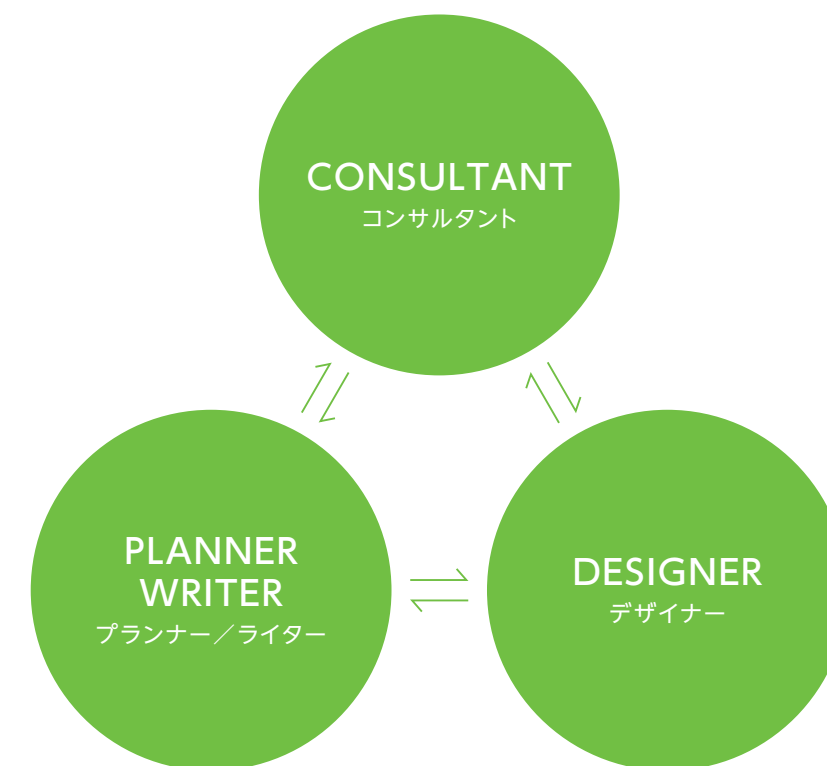 CONSULTANT
コンサルタント
PLANNER
WRITER
プランナー／ライター
DESIGNER
デザイナー